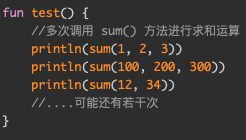 fun test() {
//多次调用 sum() 方法进行求和运算
println(sum(1, 2, 3))
println(sum(100, 200, 300))
println(sum(12, 34))
//....可能还有若干次
}